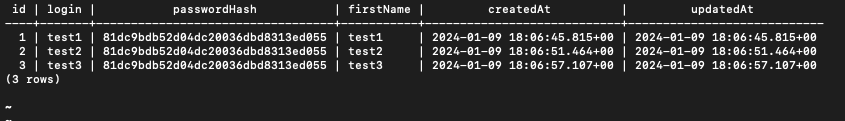 id | login | passwordHash | firstName | createdAt | updatedAt
----+-------+----------------------------------+-----------+----------------------------+----------------------------
1 | test1 | 81dc9bdb52d04dc20036dbd8313ed055 | test1 | 2024-01-09 18:06:45.815+00 | 2024-01-09 18:06:45.815+00
2 | test2 | 81dc9bdb52d04dc20036dbd8313ed055 | test2 | 2024-01-09 18:06:51.464+00 | 2024-01-09 18:06:51.464+00
3 | test3 | 81dc9bdb52d04dc20036dbd8313ed055 | test3 | 2024-01-09 18:06:57.107+00 | 2024-01-09 18:06:57.107+00
(3 rows)
~
~